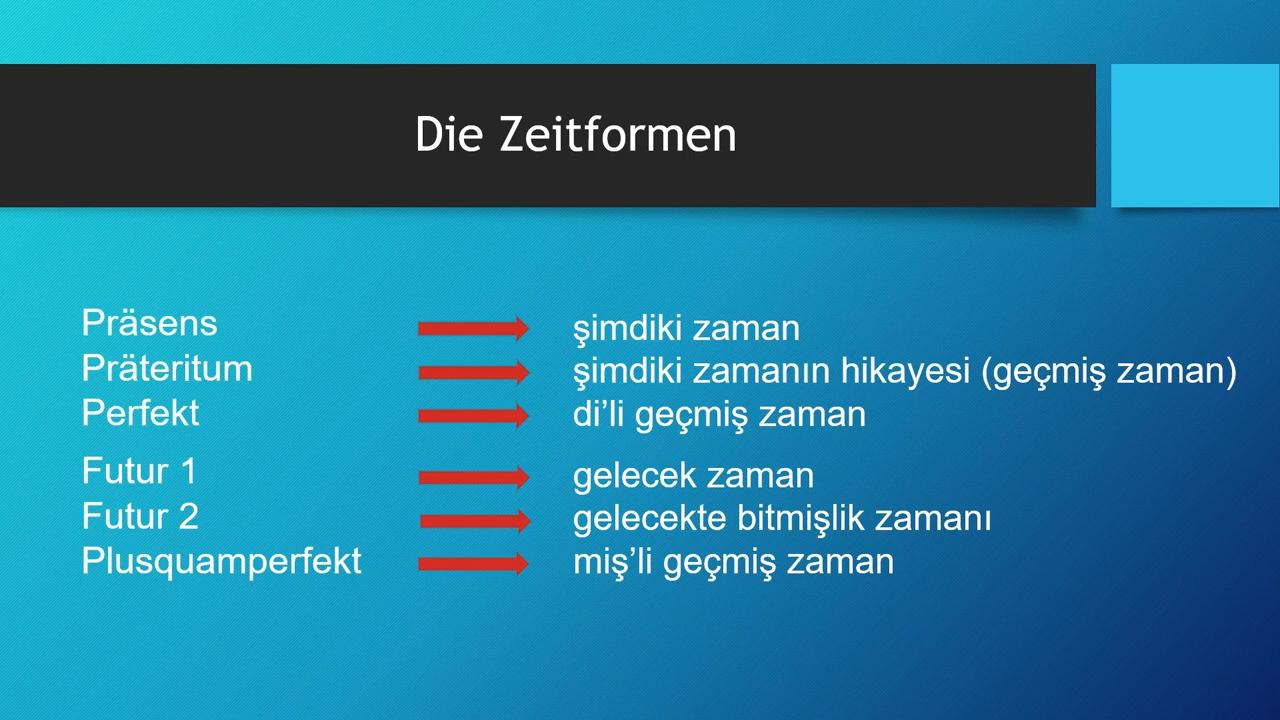 Die Zeitformen
Präsens
şimdiki zaman
Präteritum
şimdiki zamanın hikayesi (geçmiş zaman)
Perfekt
di’li geçmiş zaman
Futur 1
gelecek zaman
Futur 2
gelecekte bitmişlik zamanı
Plusquamperfekt
miş’li geçmiş zaman